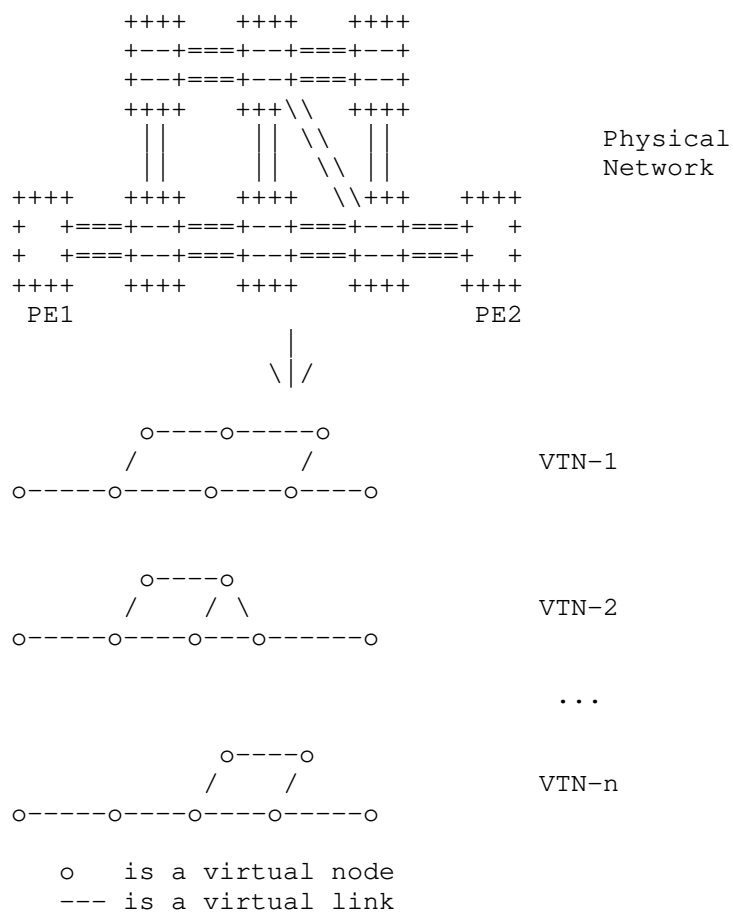 ++++   ++++   ++++
+--+===+--+===+--+
+--+===+--+===+--+
++++   +++\\   ++++
||     || \\   ||   Physical
||     ||  \\  ||   Network
++++   ++++   ++++   \\+++   ++++
+  +===+--+===+--+===+--+===+  +
+  +===+--+===+--+===+--+===+  +
++++   ++++   ++++   ++++   ++++
PE1                         PE2
|
\|/
o----o-----o
/          /   VTN-1
o-----o-----o----o----o
o----o
/    / \   VTN-2
o-----o----o---o------o
...
o----o
/    /   VTN-n
o-----o----o----o-----o
o   is a virtual node
--- is a virtual link